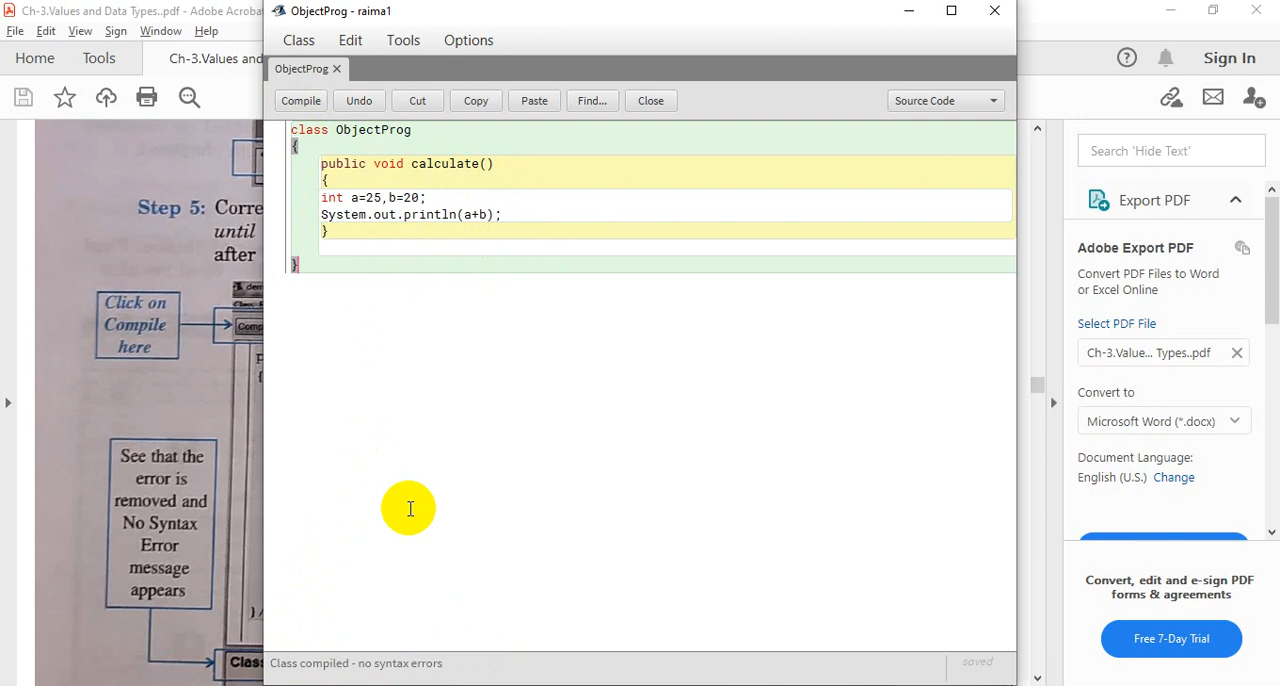 Ch-3.Values and Data Types..pdf - Adobe Acroba
File Edit View Sign Window Help
Home Tools Ch-3.Values and
Sign In
ObjectProg - raima1
Class Edit Tools Options
ObjectProg
Compile Undo Cut Copy Paste Find... Close Source Code
class ObjectProg
{
public void calculate()
{
int a=25,b=20;
System.out.println(a+b);
}
}
Class compiled - no syntax errors
saved
Step 5: Corre
until
after
Click on
Compile
here
Comp
See that the
error is
removed and
No Syntax
Error
message
appears
Clas
Search 'Hide Text'
Export PDF
Adobe Export PDF
Convert PDF Files to Word
or Excel Online
Select PDF File
Ch-3.Value... Types..pdf
Convert to
Microsoft Word (*.docx)
Document Language:
English (U.S.) Change
Convert, edit and e-sign PDF
forms & agreements
Free 7-Day Trial